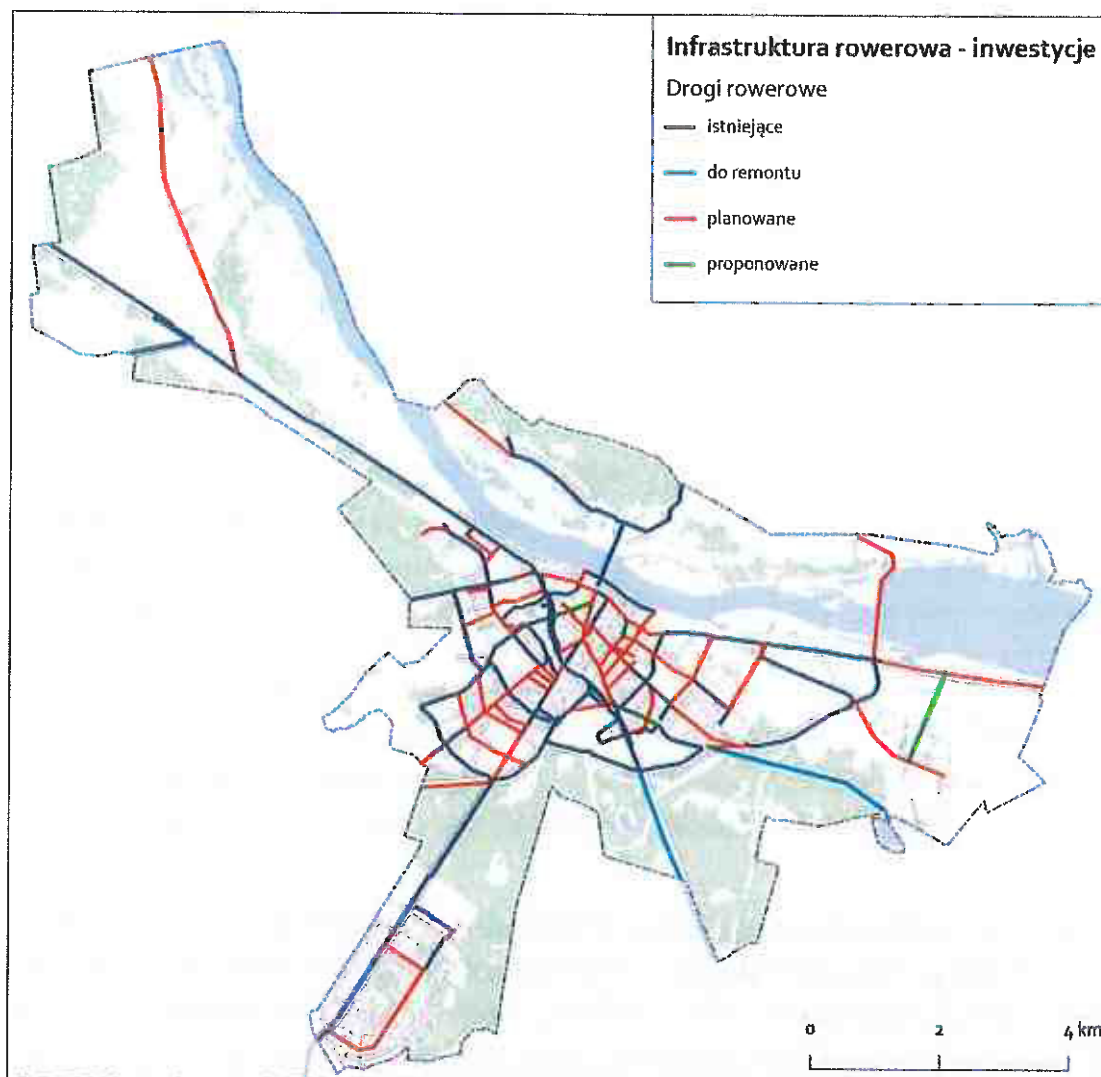 Infrastruktura rowerowa - inwestycje
Drogi rowerowe
istniejące
do remontu
planowane
proponowane
0 2 4 km